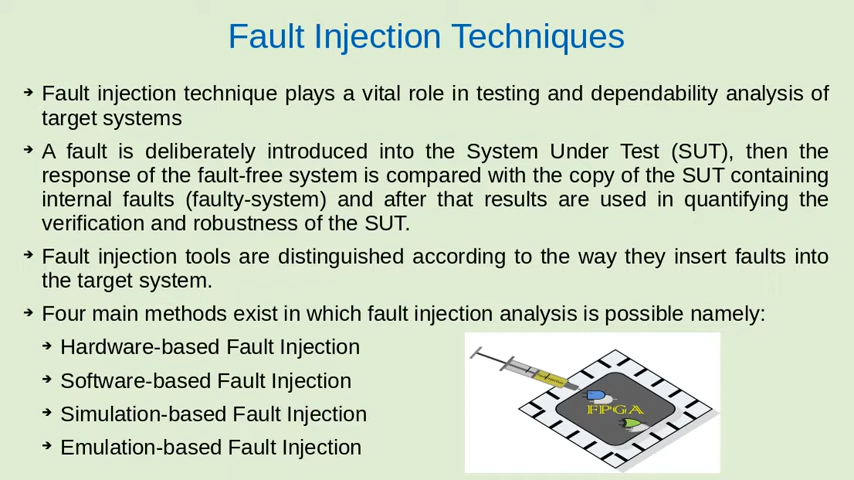 Fault Injection Techniques
➔ Fault injection technique plays a vital role in testing and dependability analysis of
target systems
➔ A fault is deliberately introduced into the System Under Test (SUT), then the
response of the fault-free system is compared with the copy of the SUT containing
internal faults (faulty-system) and after that results are used in quantifying the
verification and robustness of the SUT.
➔ Fault injection tools are distinguished according to the way they insert faults into
the target system.
➔ Four main methods exist in which fault injection analysis is possible namely:
➔ Hardware-based Fault Injection
➔ Software-based Fault Injection
➔ Simulation-based Fault Injection
➔ Emulation-based Fault Injection
FPGA